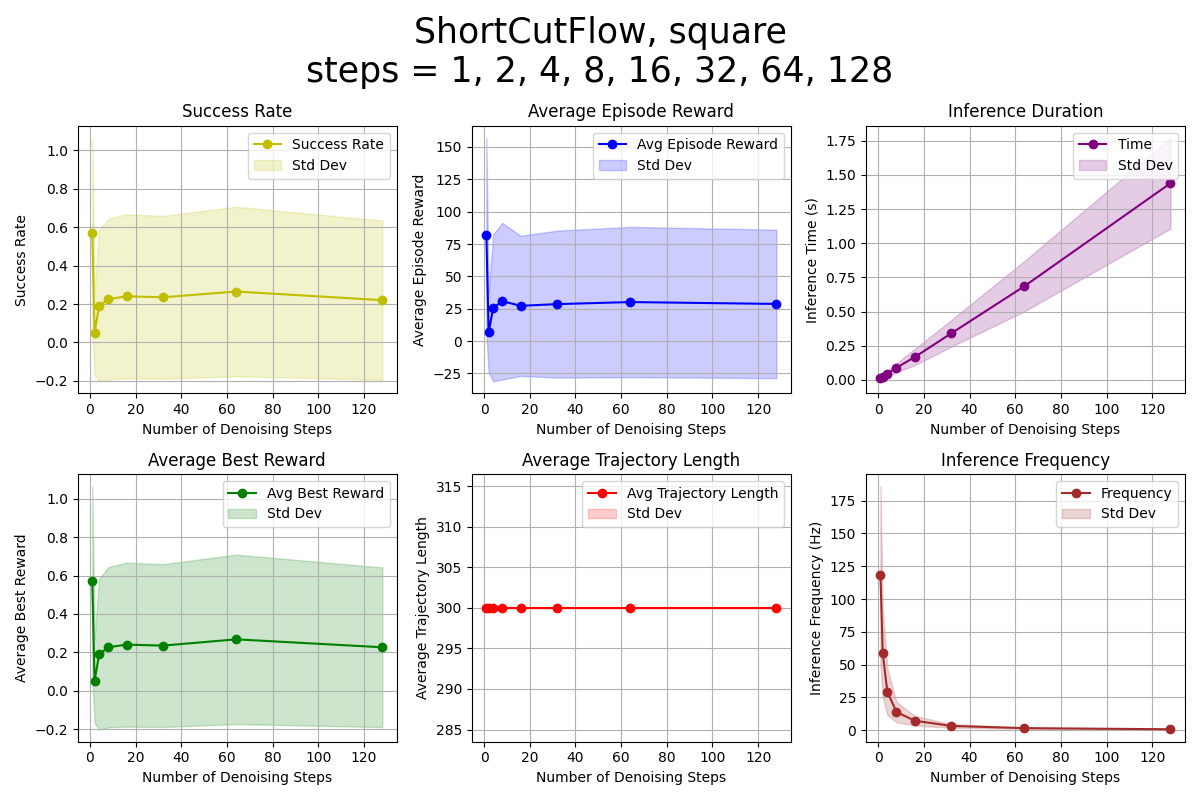 ShortCutFlow, square
steps = 1, 2, 4, 8, 16, 32, 64, 128
Success Rate
Success Rate
Std Dev
Success Rate
1.0
0.8
0.6
0.4
0.2
0.0
−0.2
0 20 40 60 80 100 120
Number of Denoising Steps
Average Episode Reward
Avg Episode Reward
Std Dev
Average Episode Reward
150
125
100
75
50
25
0
−25
0 20 40 60 80 100 120
Number of Denoising Steps
Inference Duration
Time
Std Dev
Inference Time (s)
1.75
1.50
1.25
1.00
0.75
0.50
0.25
0.00
0 20 40 60 80 100 120
Number of Denoising Steps
Average Best Reward
Avg Best Reward
Std Dev
Average Best Reward
1.0
0.8
0.6
0.4
0.2
0.0
−0.2
0 20 40 60 80 100 120
Number of Denoising Steps
Average Trajectory Length
Avg Trajectory Length
Std Dev
Average Trajectory Length
315
310
305
300
295
290
285
0 20 40 60 80 100 120
Number of Denoising Steps
Inference Frequency
Frequency
Std Dev
Inference Frequency (Hz)
175
150
125
100
75
50
25
0
0 20 40 60 80 100 120
Number of Denoising Steps